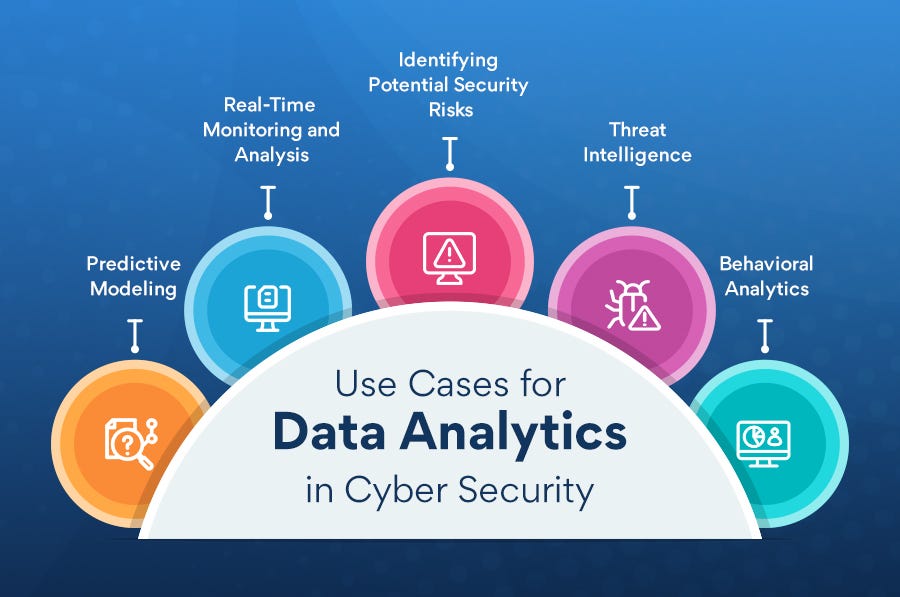 Predictive
Modeling
Real-Time
Monitoring and
Analysis
Identifying
Potential Security
Risks
Threat
Intelligence
Behavioral
Analytics
Use Cases for
Data Analytics
in Cyber Security